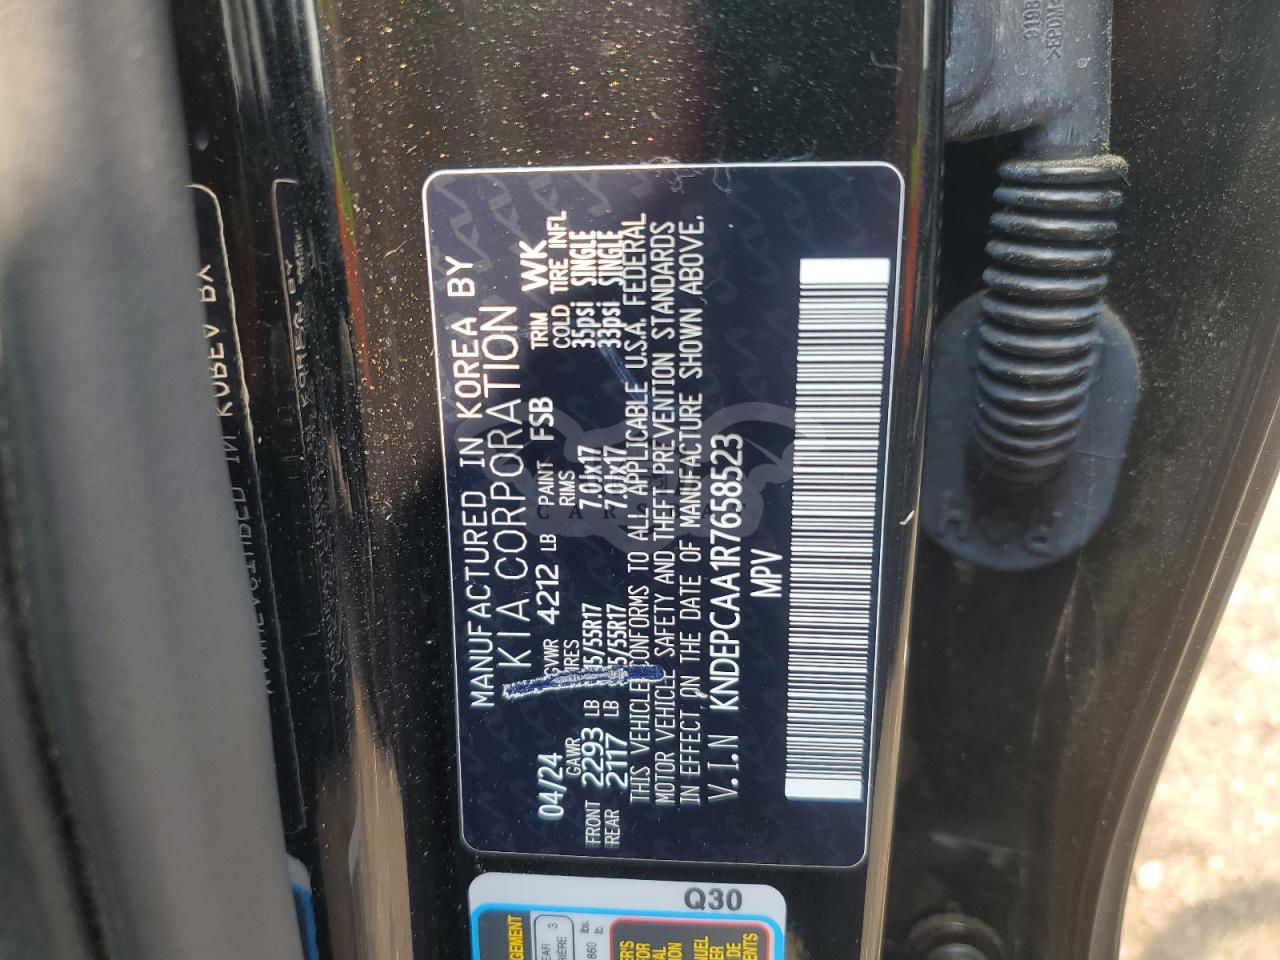 MANUFACTURED IN KOREA BY
KIA CORPORATION
04/24 GVWR 4212 LB PAINT FSB TRIM WK
GAWR RIMS COLD TIRE INFL
FRONT 2293 LB 5/55R17 7.0Jx17 35psi SINGLE
REAR 2117 LB 5/55R17 7.0Jx17 33psi SINGLE
THIS VEHICLE CONFORMS TO ALL APPLICABLE U.S.A. FEDERAL
MOTOR VEHICLE SAFETY AND THEFT PREVENTION STANDARDS
IN EFFECT ON THE DATE OF MANUFACTURE SHOWN ABOVE.
V.I.N KNDEPCAA1R7658523
MPV
Q30